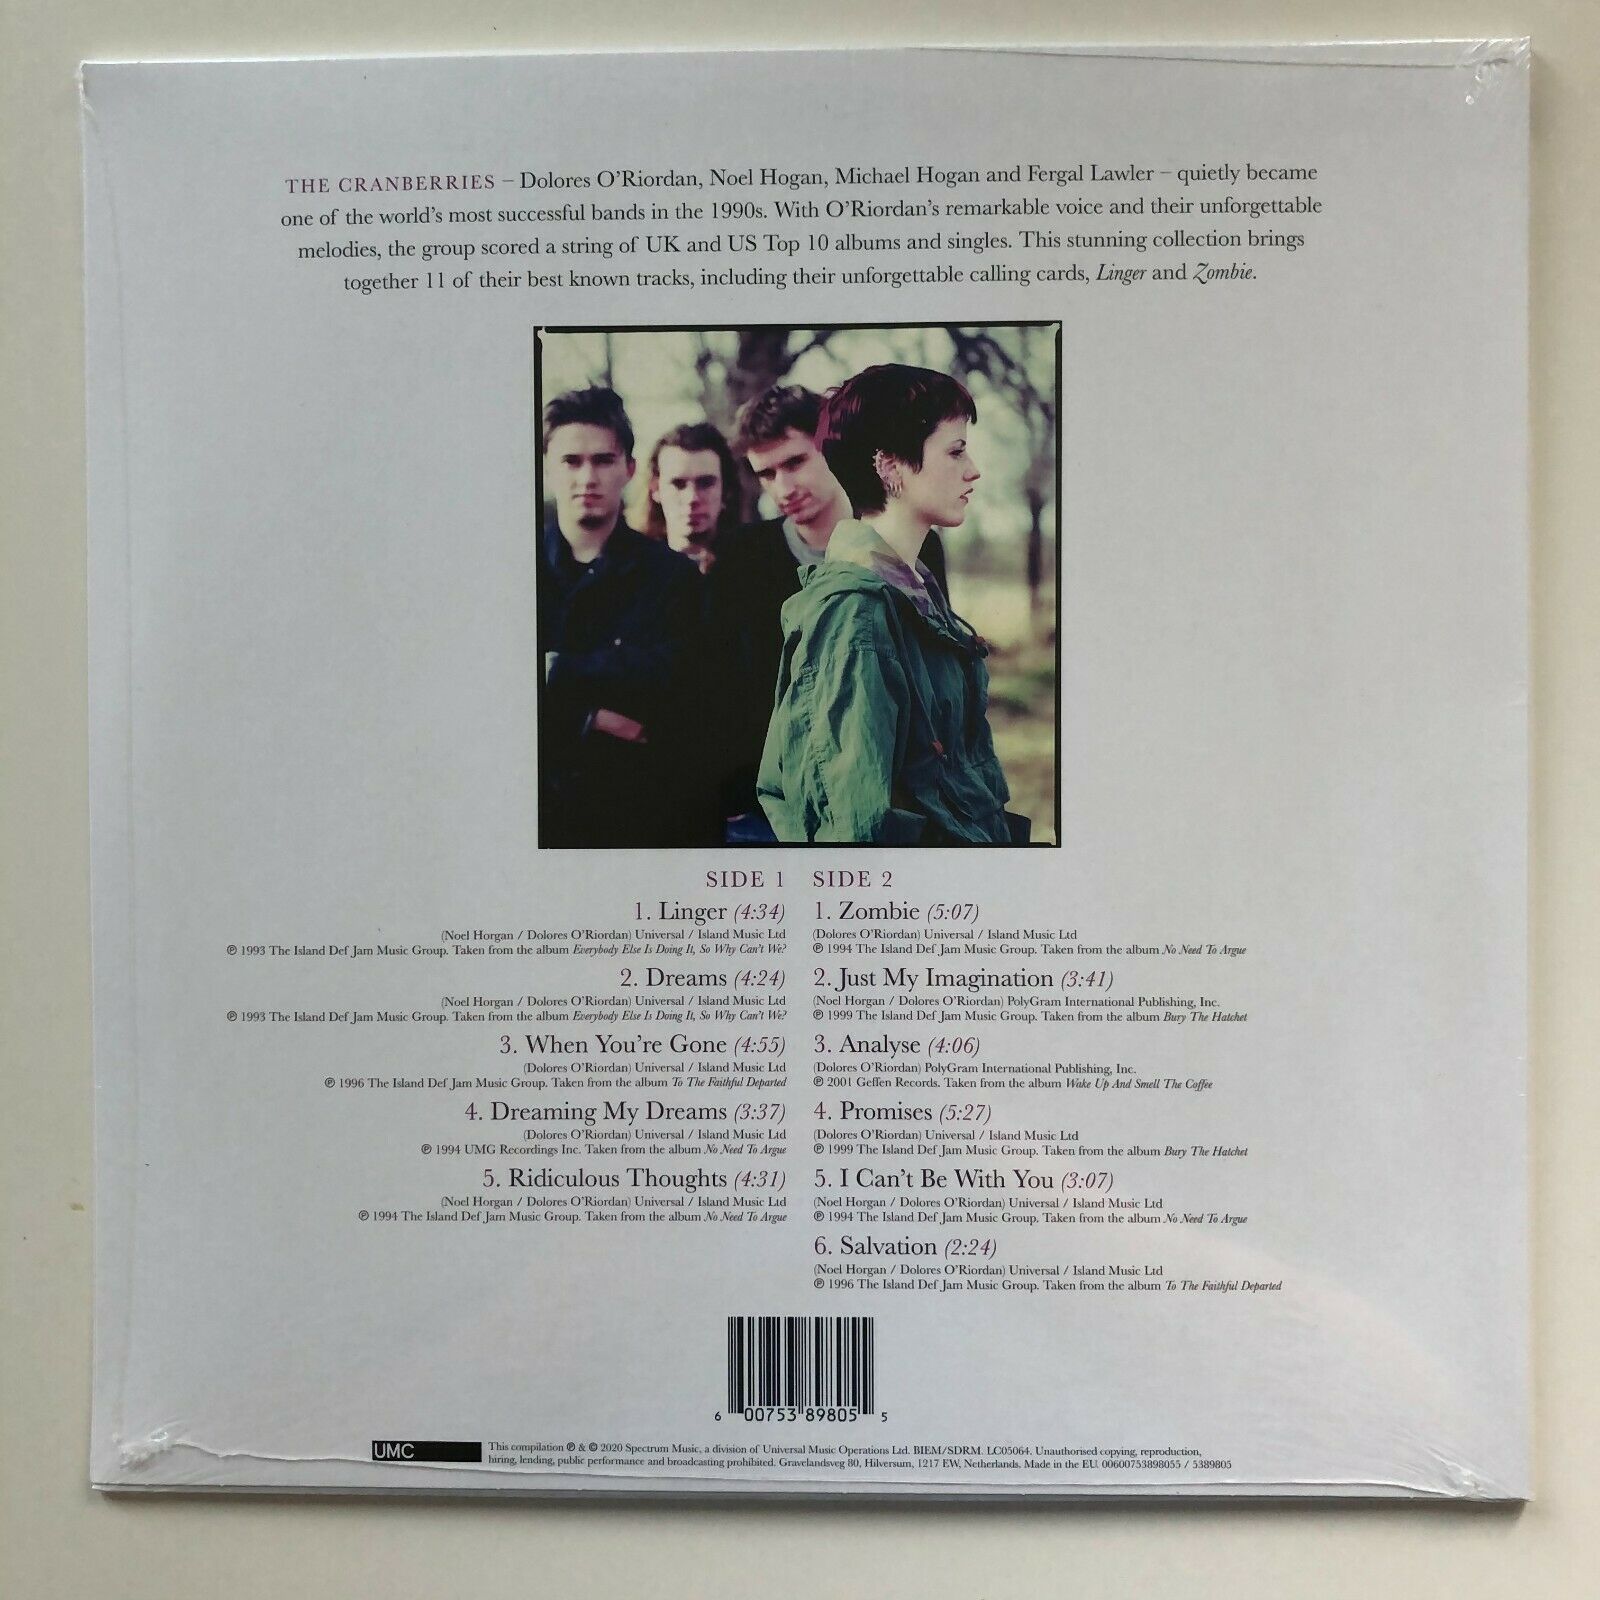 THE CRANBERRIES – Dolores O'Riordan, Noel Hogan, Michael Hogan and Fergal Lawler – quietly became
one of the world's most successful bands in the 1990s. With O'Riordan's remarkable voice and their unforgettable
melodies, the group scored a string of UK and US Top 10 albums and singles. This stunning collection brings
together 11 of their best known tracks, including their unforgettable calling cards, Linger and Zombie.
SIDE 1
1. Linger (4:34)
(Noel Horgan / Dolores O'Riordan) Universal / Island Music Ltd
℗ 1993 The Island Def Jam Music Group. Taken from the album Everybody Else Is Doing It, So Why Can't We?
2. Dreams (4:24)
(Noel Horgan / Dolores O'Riordan) Universal / Island Music Ltd
℗ 1993 The Island Def Jam Music Group. Taken from the album Everybody Else Is Doing It, So Why Can't We?
3. When You're Gone (4:55)
(Dolores O'Riordan) Universal / Island Music Ltd
℗ 1996 The Island Def Jam Music Group. Taken from the album To The Faithful Departed
4. Dreaming My Dreams (3:37)
(Dolores O'Riordan) Universal / Island Music Ltd
℗ 1994 UMG Recordings Inc. Taken from the album No Need To Argue
5. Ridiculous Thoughts (4:31)
(Noel Horgan / Dolores O'Riordan) Universal / Island Music Ltd
℗ 1994 The Island Def Jam Music Group. Taken from the album No Need To Argue
SIDE 2
1. Zombie (5:07)
(Dolores O'Riordan) Universal / Island Music Ltd
℗ 1994 The Island Def Jam Music Group. Taken from the album No Need To Argue
2. Just My Imagination (3:41)
(Noel Horgan / Dolores O'Riordan) PolyGram International Publishing, Inc.
℗ 1999 The Island Def Jam Music Group. Taken from the album Bury The Hatchet
3. Analyse (4:06)
(Dolores O'Riordan) PolyGram International Publishing, Inc.
℗ 2001 Geffen Records. Taken from the album Wake Up And Smell The Coffee
4. Promises (5:27)
(Dolores O'Riordan) Universal / Island Music Ltd
℗ 1999 The Island Def Jam Music Group. Taken from the album Bury The Hatchet
5. I Can't Be With You (3:07)
(Noel Horgan / Dolores O'Riordan) Universal / Island Music Ltd
℗ 1994 The Island Def Jam Music Group. Taken from the album No Need To Argue
6. Salvation (2:24)
(Noel Horgan / Dolores O'Riordan) Universal / Island Music Ltd
℗ 1996 The Island Def Jam Music Group. Taken from the album To The Faithful Departed
6 00753 89805 5
UMC
This compilation ℗ & © 2020 Spectrum Music, a division of Universal Music Operations Ltd. BIEM/SDRM. LC05064. Unauthorised copying, reproduction,
hiring, lending, public performance and broadcasting prohibited. Gravelandsveg 80, Hilversum, 1217 EW, Netherlands. Made in the EU. 00600753898055 / 5389805